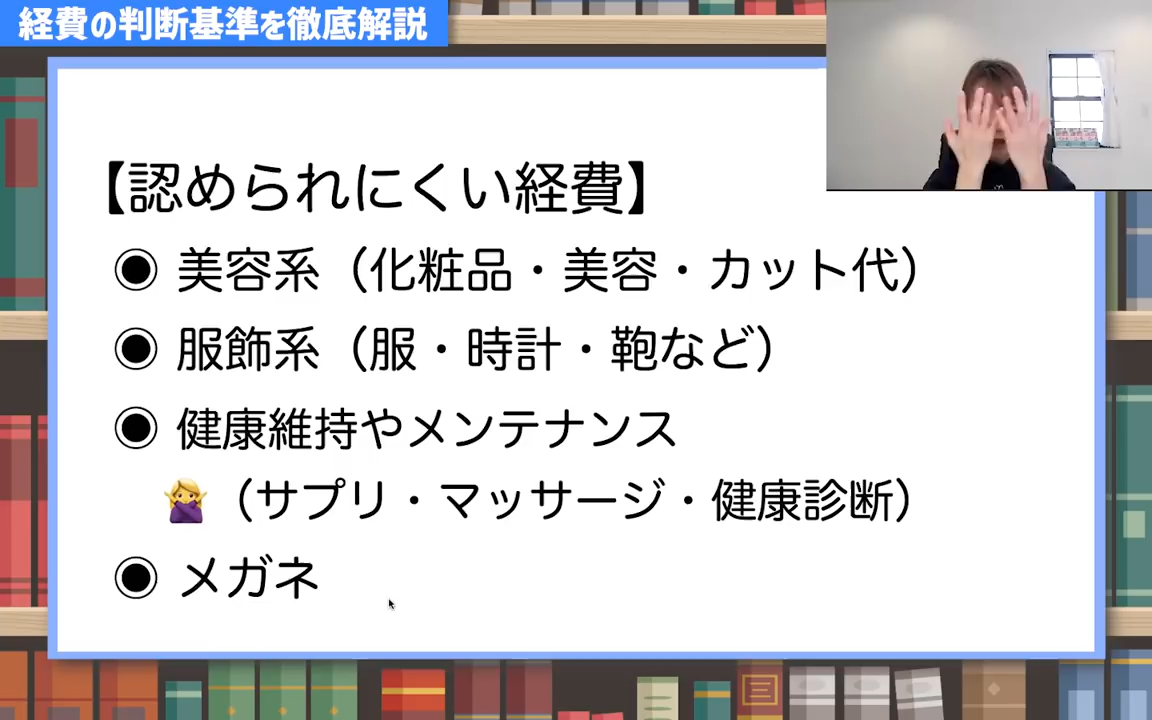 経費の判断基準を徹底解説
【認められにくい経費】
◉ 美容系（化粧品・美容・カット代）
◉ 服飾系（服・時計・鞄など）
◉ 健康維持やメンテナンス
🙅‍♀️（サプリ・マッサージ・健康診断）
◉ メガネ